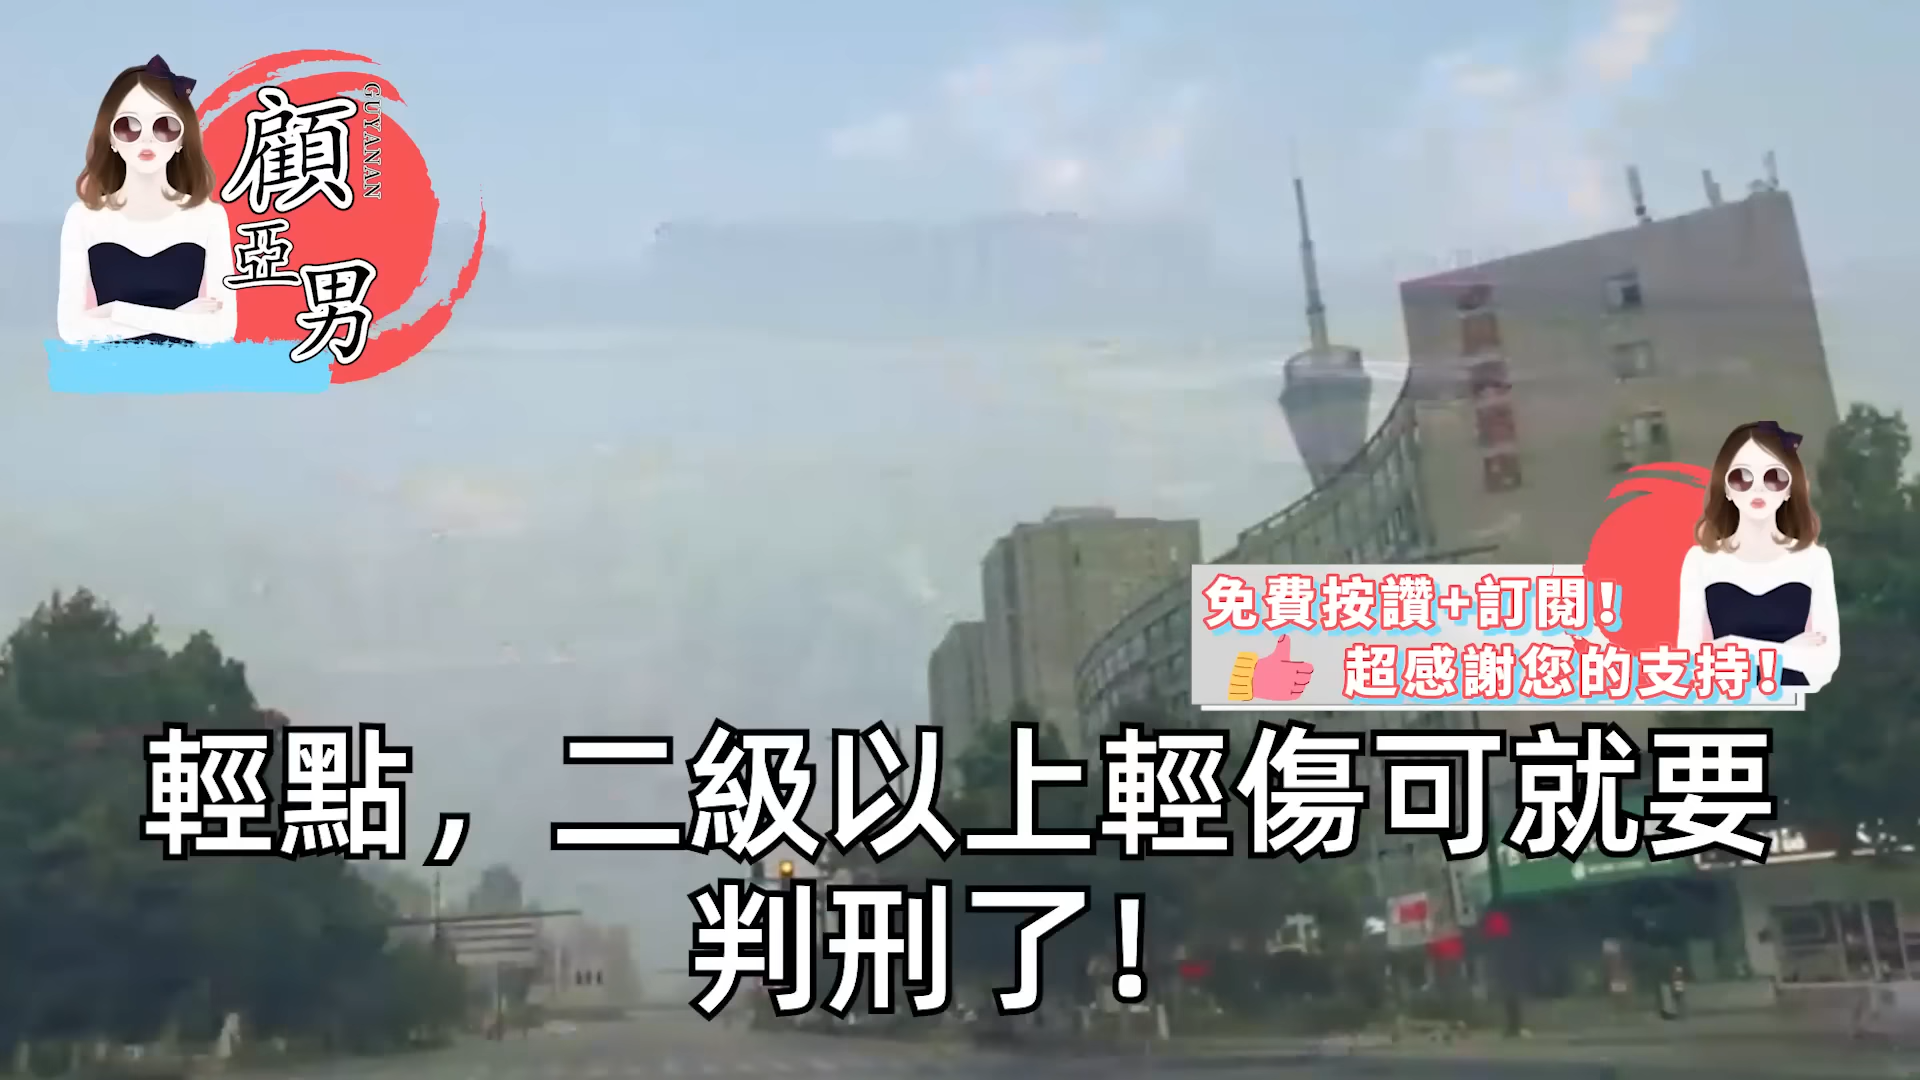 顧亞男
GUYANAN
免費按讚+訂閱！
超感謝您的支持！
輕點，二級以上輕傷可就要
判刑了！